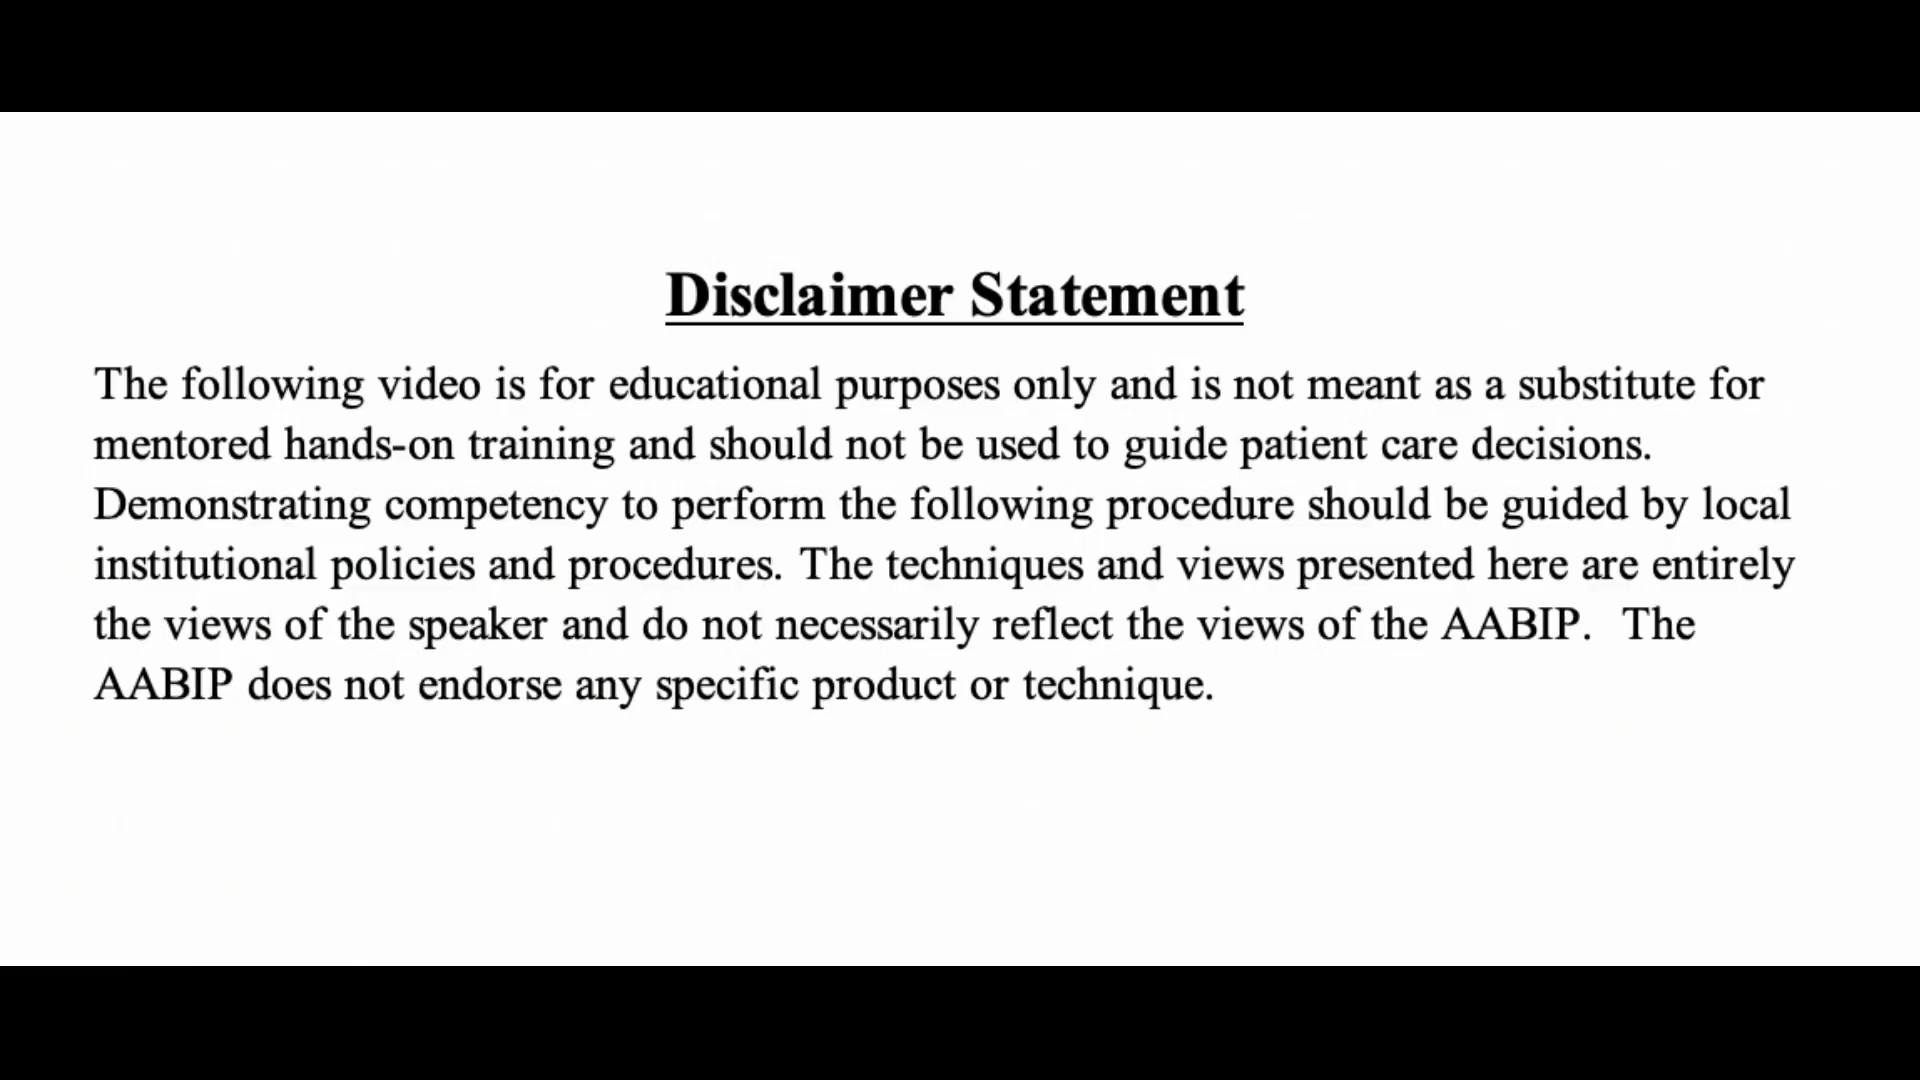 Disclaimer Statement
The following video is for educational purposes only and is not meant as a substitute for
mentored hands-on training and should not be used to guide patient care decisions.
Demonstrating competency to perform the following procedure should be guided by local
institutional policies and procedures. The techniques and views presented here are entirely
the views of the speaker and do not necessarily reflect the views of the AABIP.  The
AABIP does not endorse any specific product or technique.